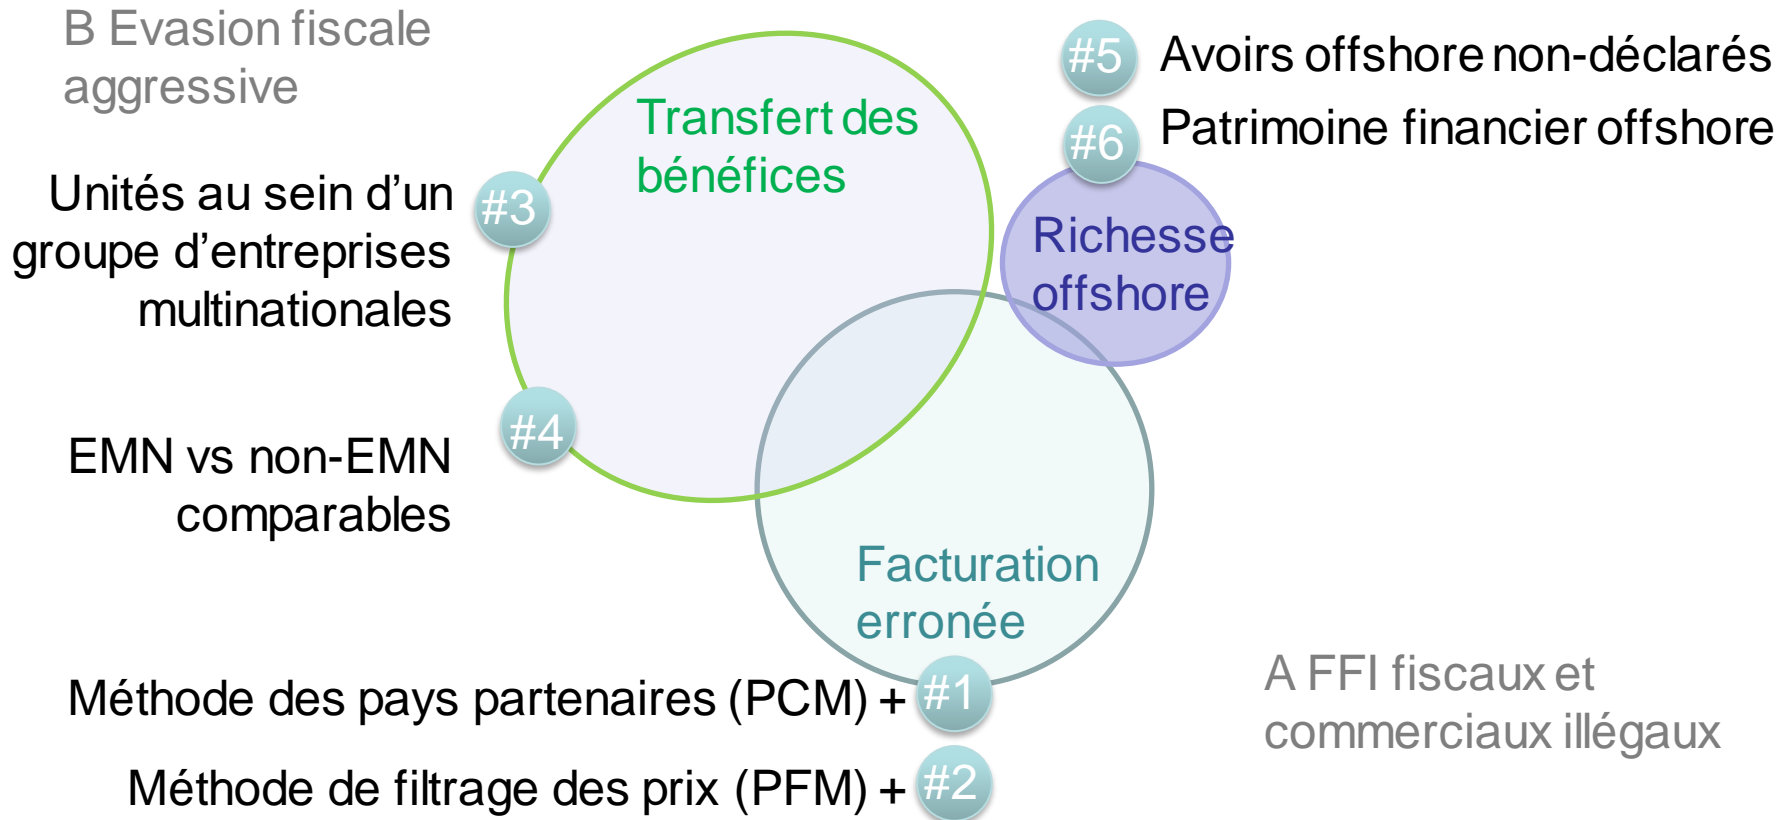 B Evasion fiscale
aggressive
#5 Avoirs offshore non-déclarés
#6 Patrimoine financier offshore
Transfert des
bénéfices
#3
Unités au sein d’un
groupe d’entreprises
multinationales
Richesse
offshore
#4
EMN vs non-EMN
comparables
Facturation
erronée
Méthode des pays partenaires (PCM) + #1
Méthode de filtrage des prix (PFM) + #2
A FFI fiscaux et
commerciaux illégaux